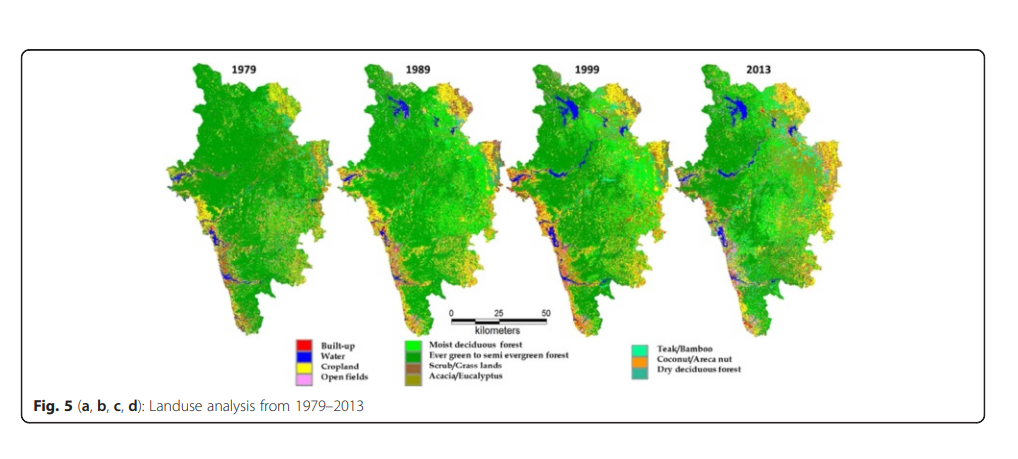 1979 1989 1999 2013
0 25 50
kilometers
Built-up
Water
Cropland
Open fields
Moist deciduous forest
Ever green to semi evergreen forest
Scrub/Grass lands
Acacia/Eucalyptus
Teak/Bamboo
Coconut/Areca nut
Dry deciduous forest
Fig. 5 (a, b, c, d): Landuse analysis from 1979–2013